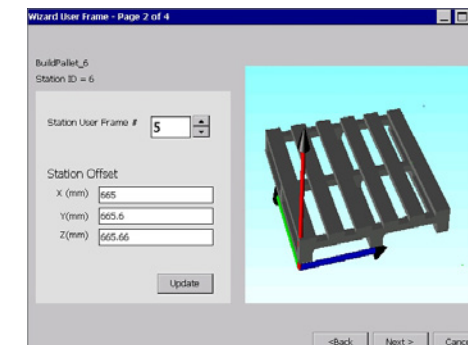 Wizard User Frame - Page 2 of 4
BuildPallet_6
Station ID = 6
Station User Frame # 5
Station Offset
X (mm) 665
Y(mm) 665.6
Z(mm) 665.66
Update
<Back Next > Cance